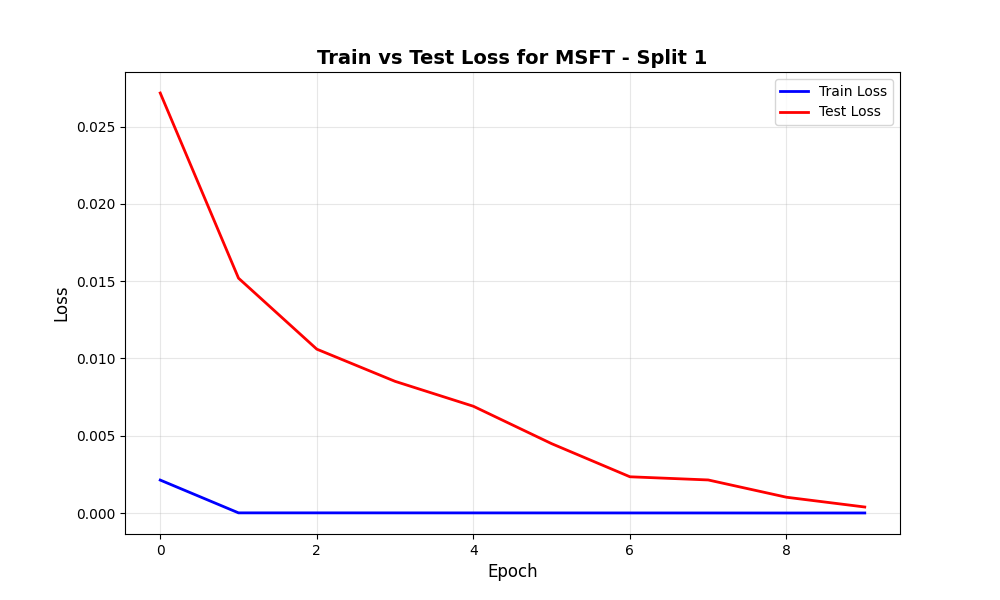 Train vs Test Loss for MSFT - Split 1
Train Loss
Test Loss
0.025
0.020
0.015
0.010
0.005
0.000
Loss
0 2 4 6 8
Epoch